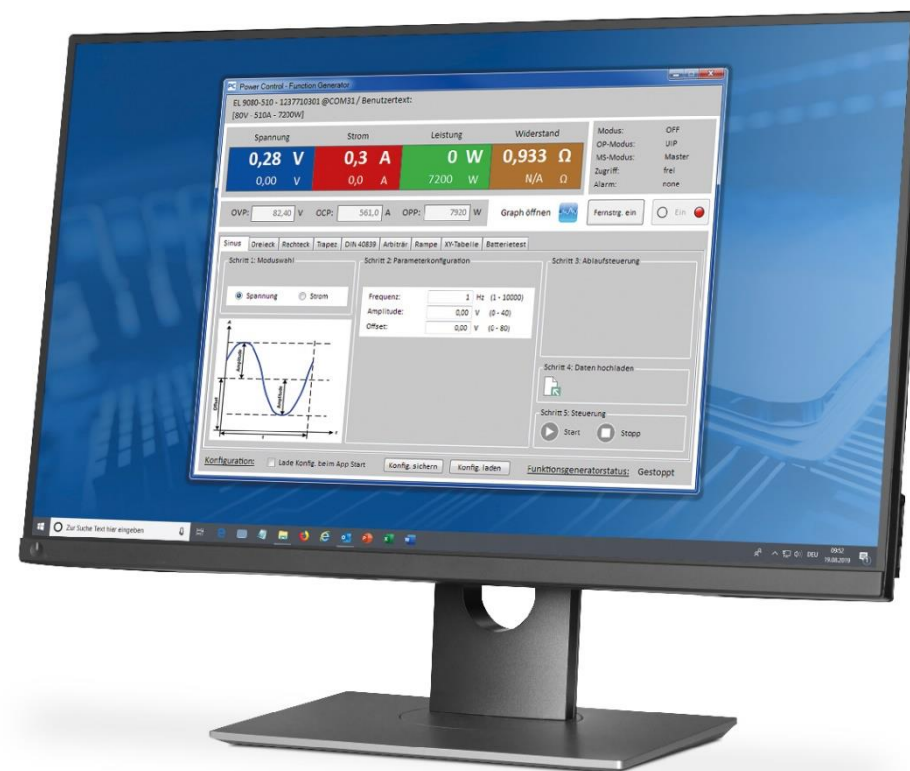 Power Control - Function Generator
EL 9080-510 - 1237710301 @COM31 / Benutzertext:
[80V - 510A - 7200W]
Spannung Strom Leistung Widerstand
0,28 V 0,3 A 0 W 0,933 Ω
0,00 V 0,0 A 7200 W N/A Ω
Modus: OFF
OP-Modus: UIP
MS-Modus: Master
Zugriff: frei
Alarm: none
OVP: 82,40 V OCP: 561,0 A OPP: 7920 W Graph öffnen Fernstrg. ein Ein
Sinus Dreieck Rechteck Trapez DIN 40839 Arbiträr Rampe XY-Tabelle Batterietest
Schritt 1: Moduswahl
Spannung Strom
Amplitude
Amplitude
Offset
Schritt 2: Parameterkonfiguration
Frequenz: 1 Hz (1 - 10000)
Amplitude: 0,00 V (0 - 40)
Offset: 0,00 V (0 - 80)
Schritt 3: Ablaufsteuerung
Schritt 4: Daten hochladen
Schritt 5: Steuerung
Start Stopp
Konfiguration: Lade Konfig. beim App Start Konfig. sichern Konfig. laden Funktionsgeneratorstatus: Gestoppt
Zur Suche Text hier eingeben
DEU
09:52
19.08.2019